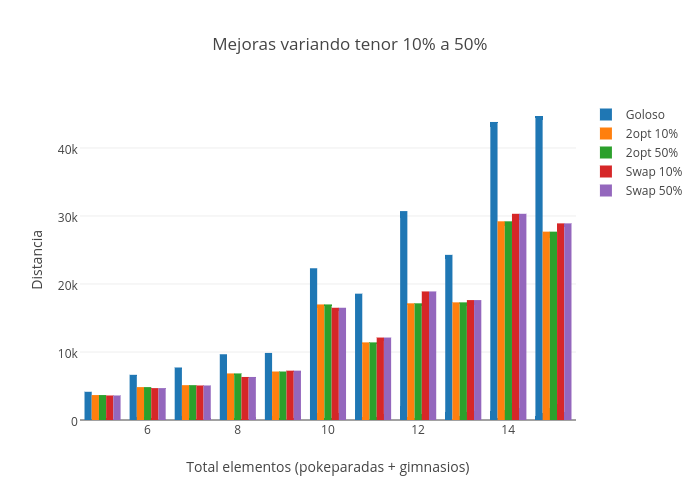 Mejoras variando tenor 10% a 50%
Goloso
2opt 10%
2opt 50%
Swap 10%
Swap 50%
40k
30k
20k
10k
0
Distancia
6
8
10
12
14
Total elementos (pokeparadas + gimnasios)